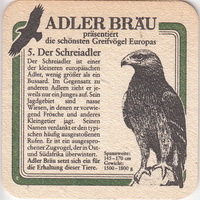 ADLER BRÄU
präsentiert
die schönsten Greifvögel Europas
5. Der Schreiadler
Der Schreiadler ist einer
der kleineren europäischen
Adler, wenig größer als ein
Bussard. Im Gegensatz zu
anderen Adlern zieht er je-
weils nur ein Junges auf. Sein
Jagdgebiet sind nasse
Wiesen, in denen er vorwie-
gend Frösche und anderes
Kleingetier jagt. Seinen
Namen verdankt er den typi-
schen häufig ausgestoßenen
Rufen. Er ist ein ausgespro-
chener Zugvogel, der in Ost-
und Südafrika überwintert.
Adler Bräu setzt sich ein für
die Erhaltung dieser Tiere.
Spannweite:
145–170 cm
Gewicht:
1500–1800 g